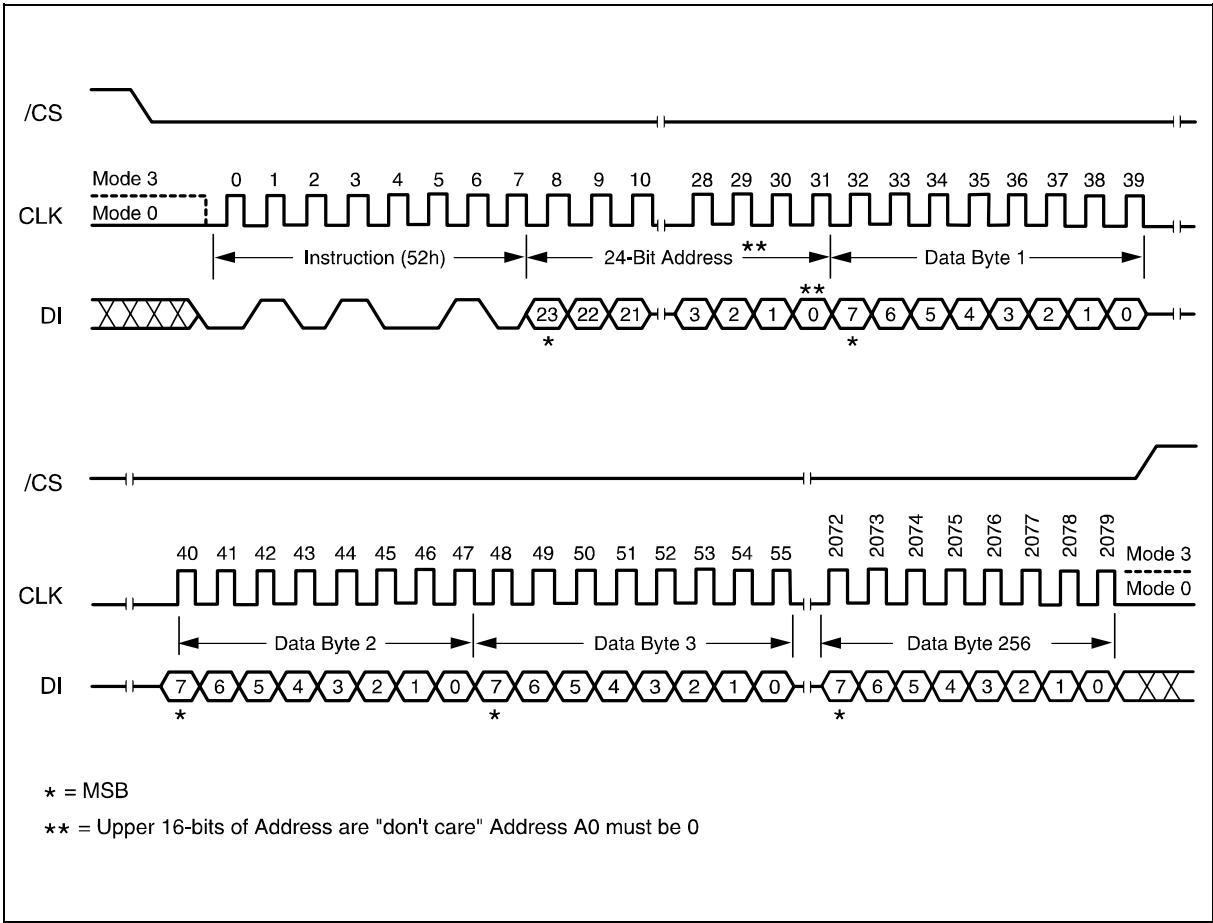 /CS
Mode 3
0 1 2 3 4 5 6 7 8 9 10 28 29 30 31 32 33 34 35 36 37 38 39
CLK
Mode 0
Instruction (52h) 24-Bit Address ** Data Byte 1
**
DI 23 22 21 3 2 1 0 7 6 5 4 3 2 1 0
* *
/CS
40 41 42 43 44 45 46 47 48 49 50 51 52 53 54 55 2072 2073 2074 2075 2076 2077 2078 2079
Mode 3
CLK
Mode 0
Data Byte 2 Data Byte 3 Data Byte 256
DI 7 6 5 4 3 2 1 0 7 6 5 4 3 2 1 0 7 6 5 4 3 2 1 0
* * *
* = MSB
** = Upper 16-bits of Address are "don't care" Address A0 must be 0